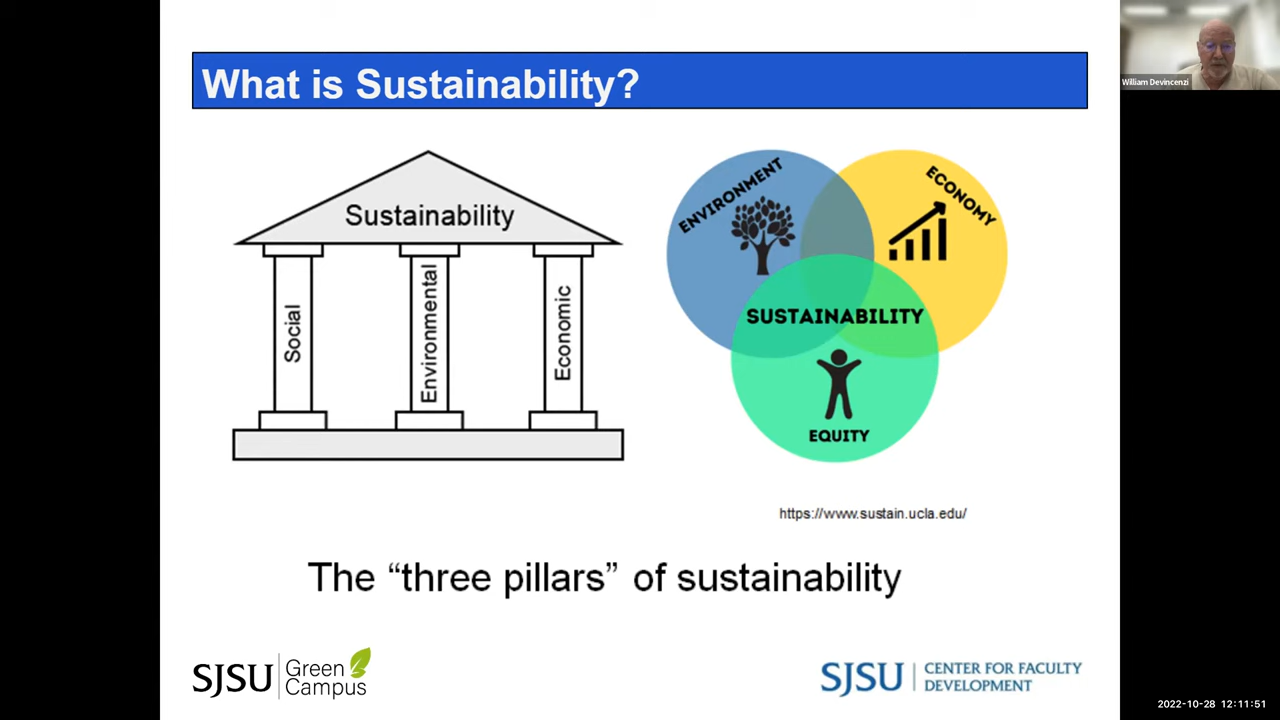 What is Sustainability?
William Devincenzi
Sustainability
Social
Environmental
Economic
ENVIRONMENT
ECONOMY
SUSTAINABILITY
EQUITY
https://www.sustain.ucla.edu/
The “three pillars” of sustainability
SJSU
Green
Campus
SJSU
CENTER FOR FACULTY
DEVELOPMENT
2022-10-28 12:11:51